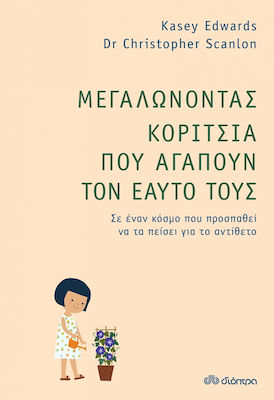 Kasey Edwards
Dr Christopher Scanlon
ΜΕΓΑΛΩΝΟΝΤΑΣ
ΚΟΡΙΤΣΙΑ
ΠΟΥ ΑΓΑΠΟΥΝ
ΤΟΝ ΕΑΥΤΟ ΤΟΥΣ
Σε έναν κόσμο που προσπαθεί
να τα πείσει για το αντίθετο
διόπτρα